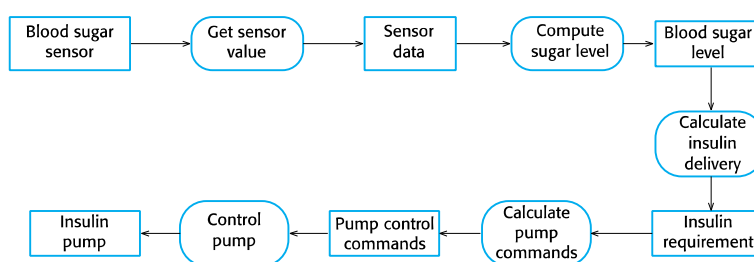 Blood sugar
sensor
Get sensor
value
Sensor
data
Compute
sugar level
Blood sugar
level
Calculate
insulin
delivery
Insulin
requirement
Calculate
pump
commands
Pump control
commands
Control
pump
Insulin
pump